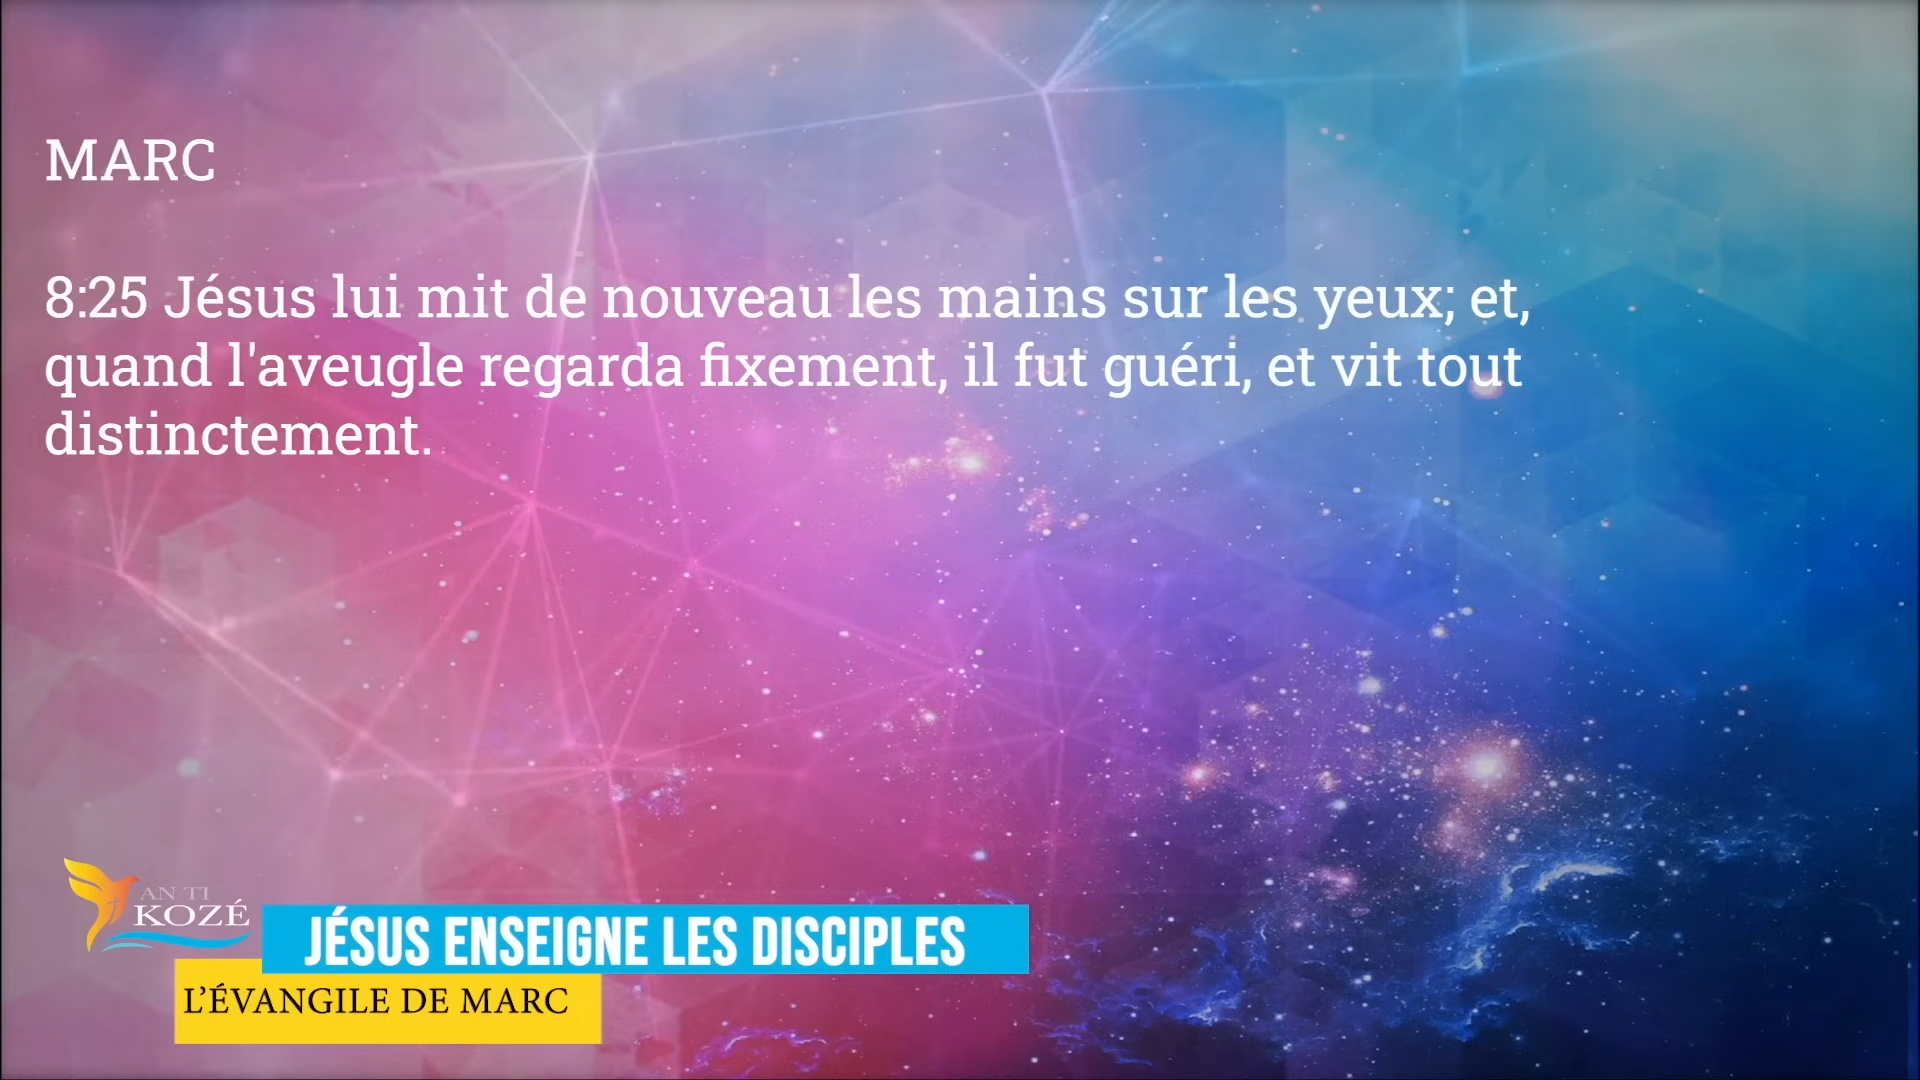 MARC
8:25 Jésus lui mit de nouveau les mains sur les yeux; et,
quand l'aveugle regarda fixement, il fut guéri, et vit tout
distinctement.
AN TI
KOZÉ
JÉSUS ENSEIGNE LES DISCIPLES
L'ÉVANGILE DE MARC